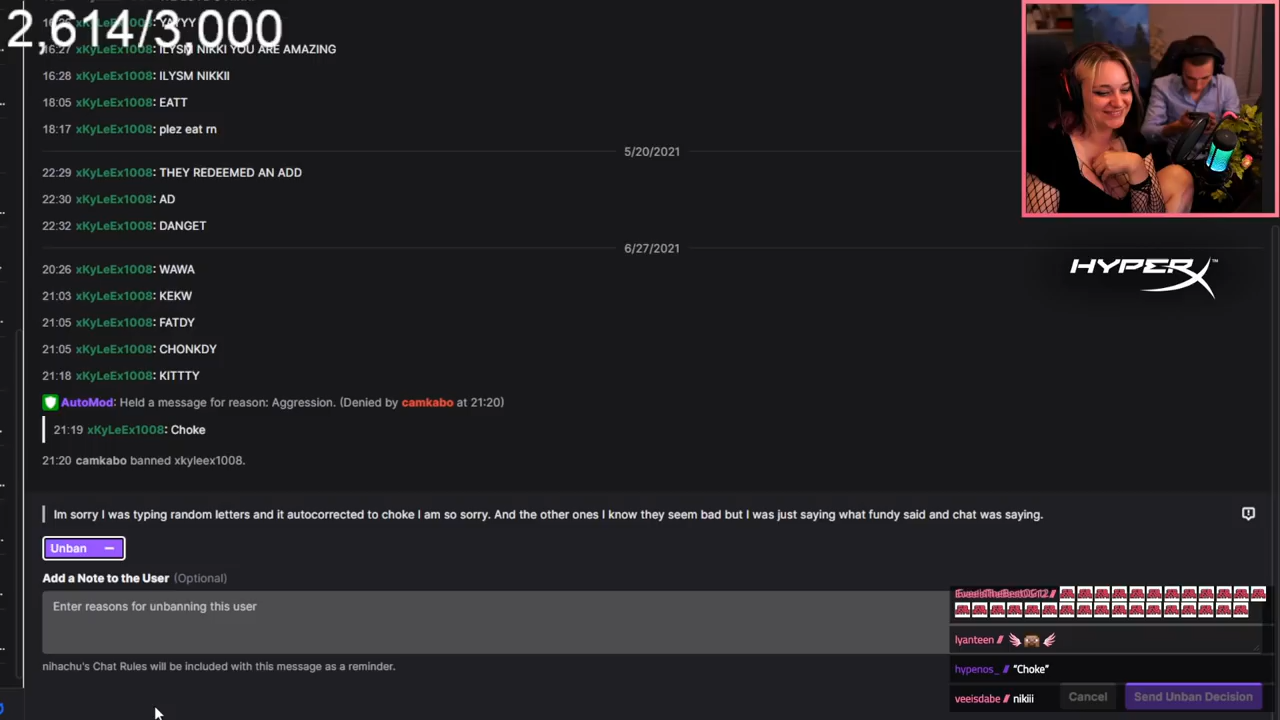 2,614/3,000
YAYYY
16:27 xKyLeEx1008: ILYSM NIKKI YOU ARE AMAZING
16:28 xKyLeEx1008: ILYSM NIKKII
18:05 xKyLeEx1008: EATT
18:17 xKyLeEx1008: plez eat rn
5/20/2021
22:29 xKyLeEx1008: THEY REDEEMED AN ADD
22:30 xKyLeEx1008: AD
22:32 xKyLeEx1008: DANGET
6/27/2021
HYPERX™
20:26 xKyLeEx1008: WAWA
21:03 xKyLeEx1008: KEKW
21:05 xKyLeEx1008: FATDY
21:05 xKyLeEx1008: CHONKDY
21:18 xKyLeEx1008: KITTTY
AutoMod: Held a message for reason: Aggression. (Denied by camkabo at 21:20)
21:19 xKyLeEx1008: Choke
21:20 camkabo banned xkyleex1008.
Im sorry I was typing random letters and it autocorrected to choke I am so sorry. And the other ones I know they seem bad but I was just saying what fundy said and chat was saying.
Unban
Add a Note to the User (Optional)
Enter reasons for unbanning this user
nihachu's Chat Rules will be included with this message as a reminder.
lyanteen //
hypenos_ // “Choke”
veeisdabe // nikiii
Cancel
Send Unban Decision